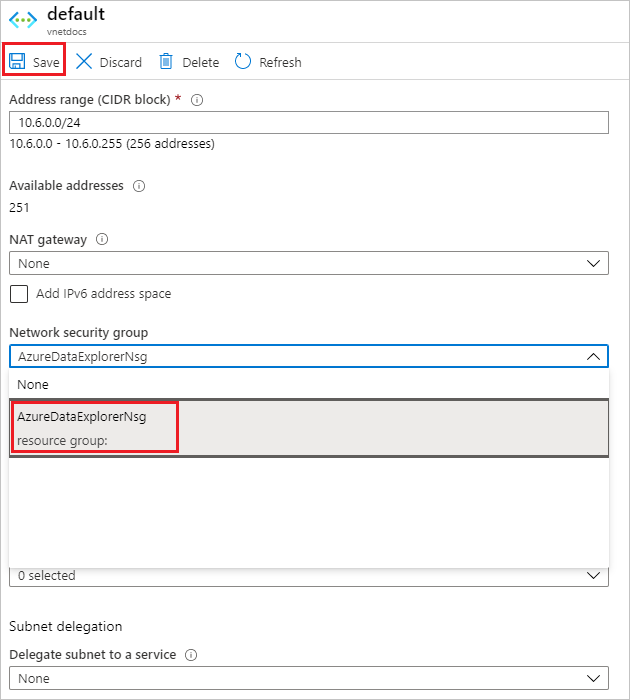 default
vnetdocs
Save Discard Delete Refresh
Address range (CIDR block) *
10.6.0.0/24
10.6.0.0 - 10.6.0.255 (256 addresses)
Available addresses
251
NAT gateway
None
Add IPv6 address space
Network security group
AzureDataExplorerNsg
None
AzureDataExplorerNsg
resource group:
0 selected
Subnet delegation
Delegate subnet to a service
None